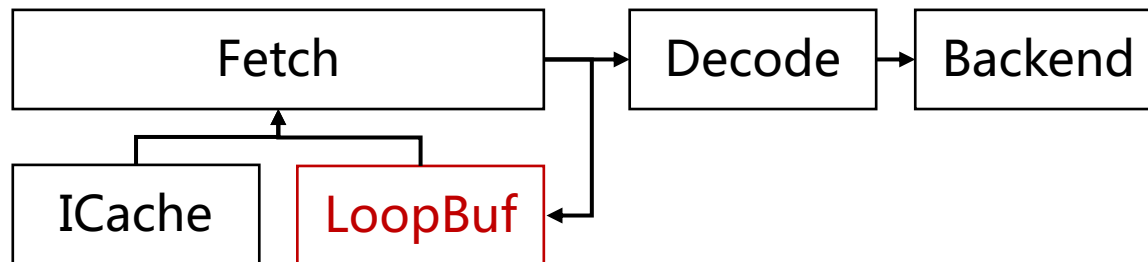 Fetch
Decode
Backend
ICache
LoopBuf